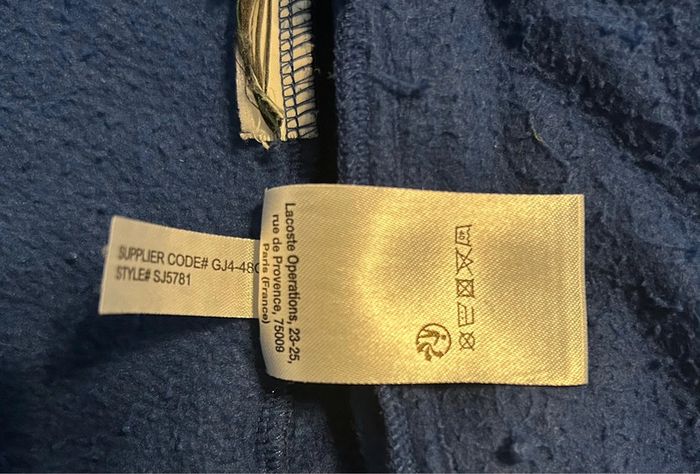 SUPPLIER CODE# GJ4-48
STYLE# SJ5781
Lacoste Operations, 23-25,
rue de Provence, 75009
Paris (France)